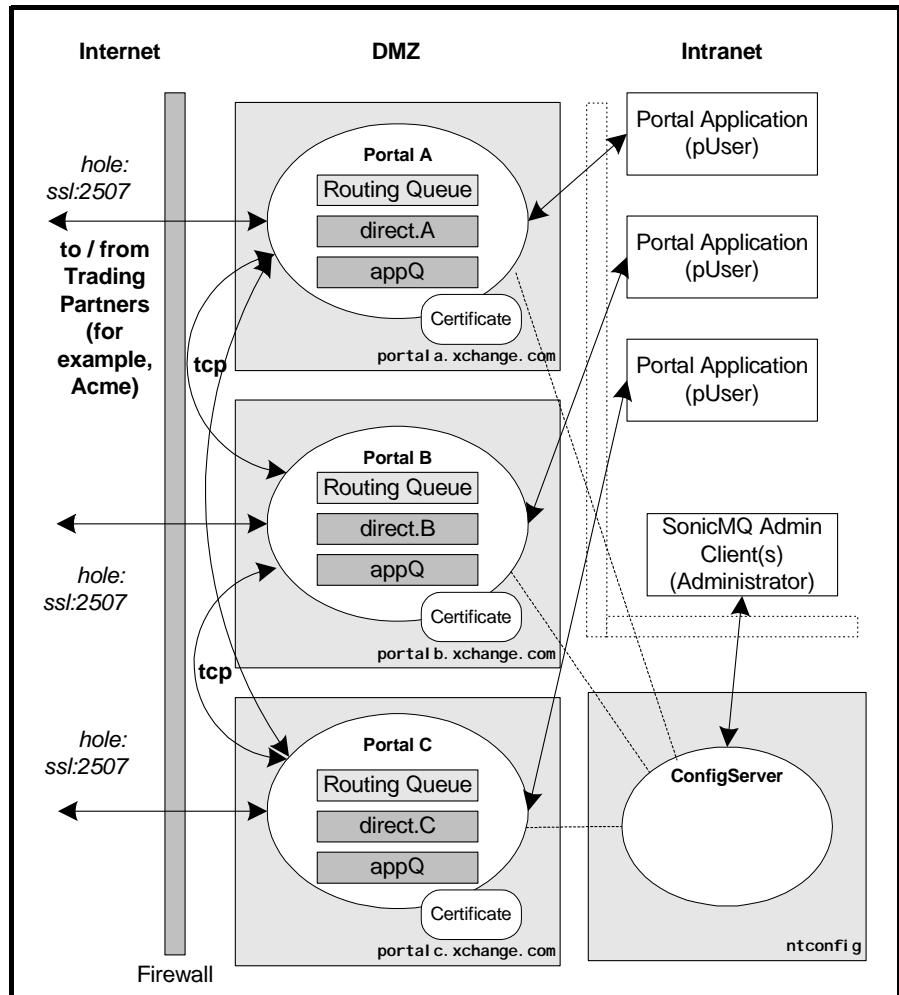 Internet
DMZ
Intranet
hole:
ssl:2507
to / from
Trading
Partners
(for
example,
Acme)
Portal A
Routing Queue
direct.A
appQ
Certificate
portala.xchange.com
tcp
Portal Application
(pUser)
Portal Application
(pUser)
Portal Application
(pUser)
Portal B
Routing Queue
direct.B
appQ
Certificate
portalb.xchange.com
hole:
ssl:2507
tcp
SonicMQ Admin
Client(s)
(Administrator)
hole:
ssl:2507
Portal C
Routing Queue
direct.C
appQ
Certificate
portalc.xchange.com
ConfigServer
ntconfig
Firewall